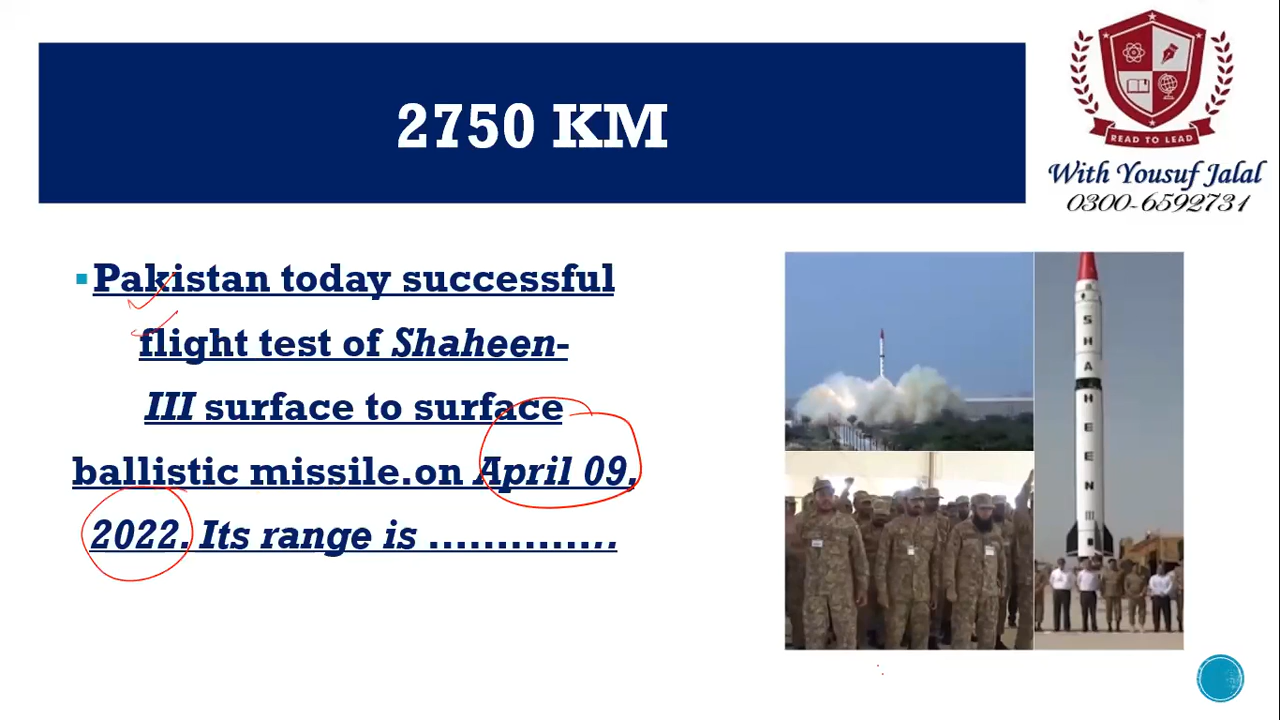 2750 KM
READ TO LEAD
With Yousuf Jalal
0300-6592731
Pakistan today successful
flight test of Shaheen-
III surface to surface
ballistic missile.on April 09,
2022. Its range is ..............
SHAHEEN III